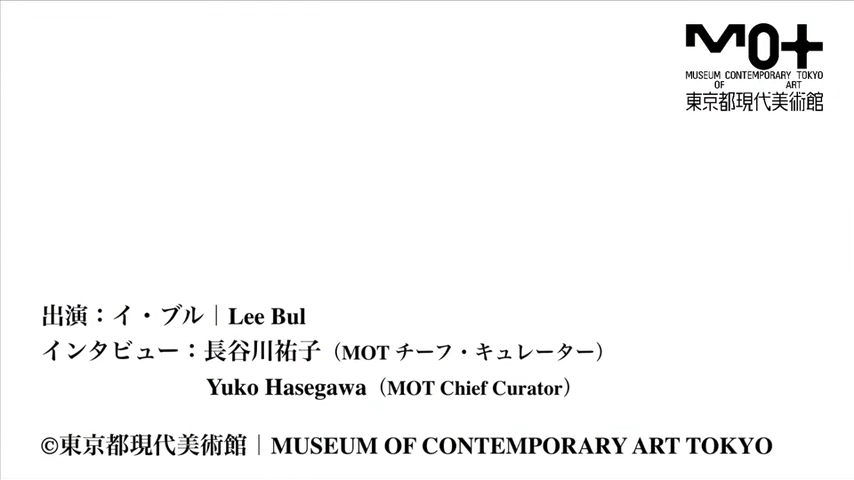 MOT
MUSEUM CONTEMPORARY TOKYO
OF ART
東京都現代美術館
出演：イ・ブル｜Lee Bul
インタビュー：長谷川祐子（MOT チーフ・キュレーター）
Yuko Hasegawa（MOT Chief Curator）
©東京都現代美術館｜MUSEUM OF CONTEMPORARY ART TOKYO